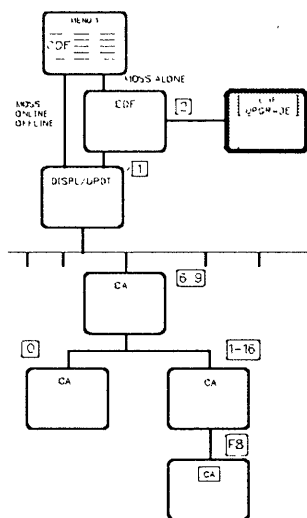 MENU 1
CDF
MOSS ALONE
MOSS
ONLINE
OFFLINE
CDF
2
UPGRADE
1
DISPL/UPDT
6-9
CA
0
1-16
CA
CA
F8
CA